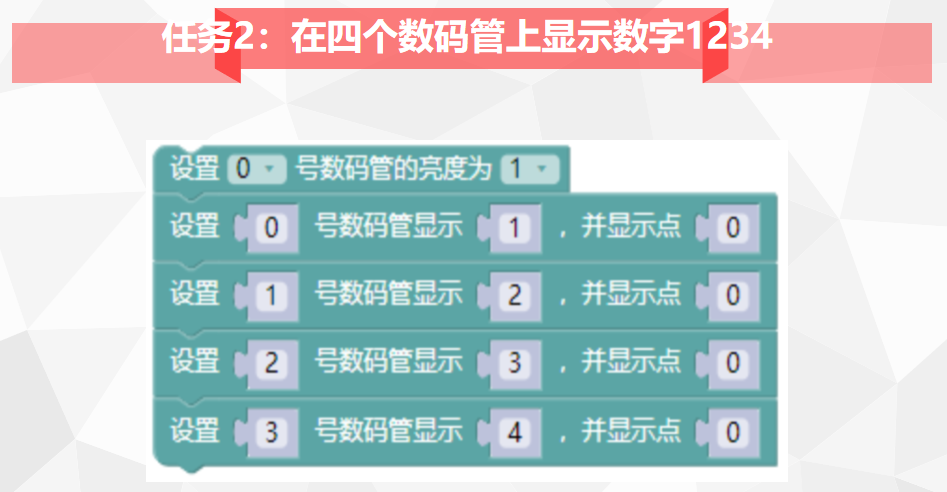 任务2：在四个数码管上显示数字1234
设置 0 号数码管的亮度为 1
设置 0 号数码管显示 1 ，并显示点 0
设置 1 号数码管显示 2 ，并显示点 0
设置 2 号数码管显示 3 ，并显示点 0
设置 3 号数码管显示 4 ，并显示点 0